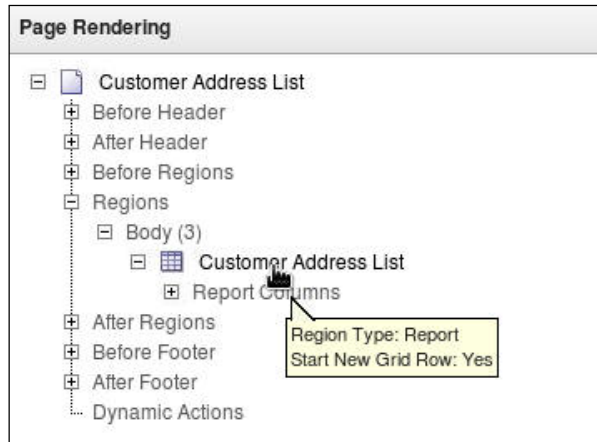 Page Rendering
Customer Address List
Before Header
After Header
Before Regions
Regions
Body (3)
Customer Address List
Report Columns
After Regions
Region Type: Report
Start New Grid Row: Yes
Before Footer
After Footer
Dynamic Actions